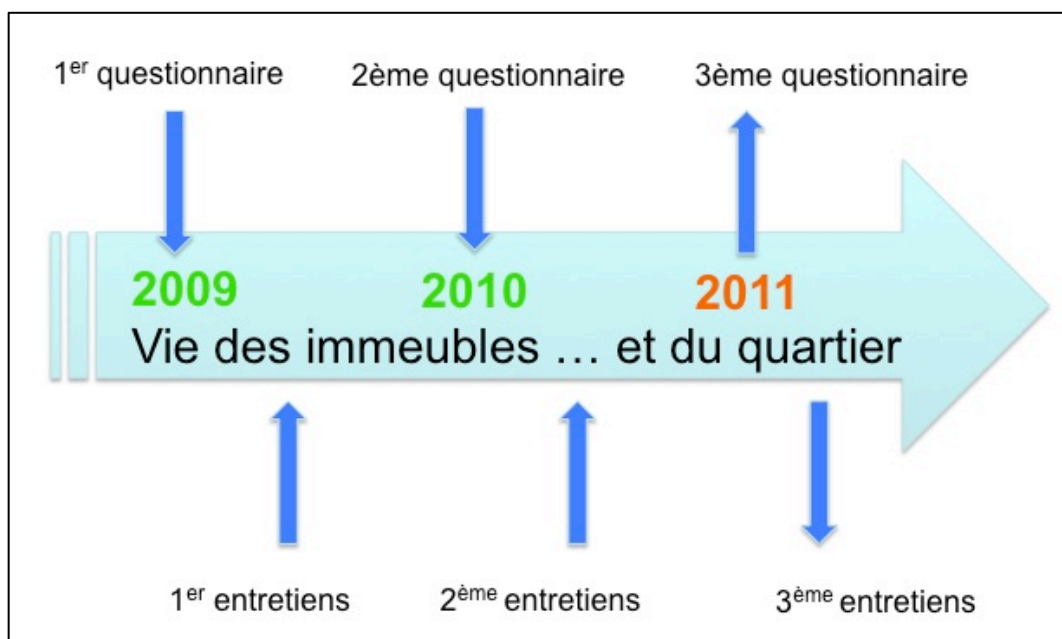 1er questionnaire 2ème questionnaire 3ème questionnaire
2009 2010 2011
Vie des immeubles … et du quartier
1er entretiens 2ème entretiens 3ème entretiens